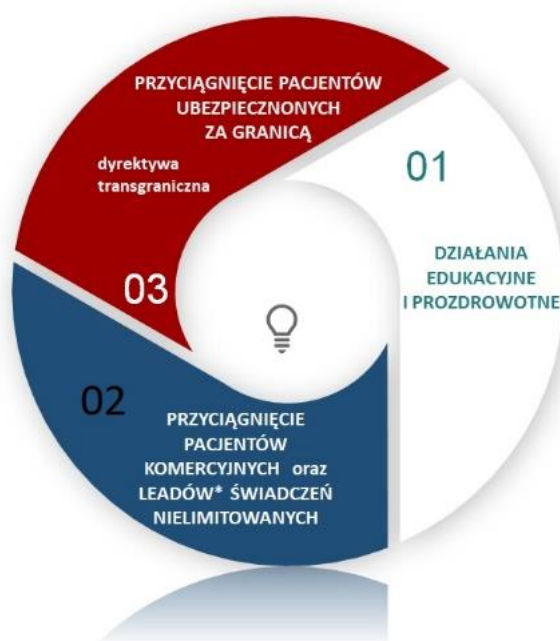 PRZYCIĄGNIĘCIE PACJENTÓW
UBEZPIECZNONYCH
ZA GRANICĄ
dyrektywa
transgraniczna
03
01
DZIAŁANIA
EDUKACYJNE
I PROZDROWOTNE
02
PRZYCIĄGNIĘCIE
PACJENTÓW
KOMERCYJNYCH oraz
LEADÓW* ŚWIADCZEŃ
NIELIMITOWANYCH